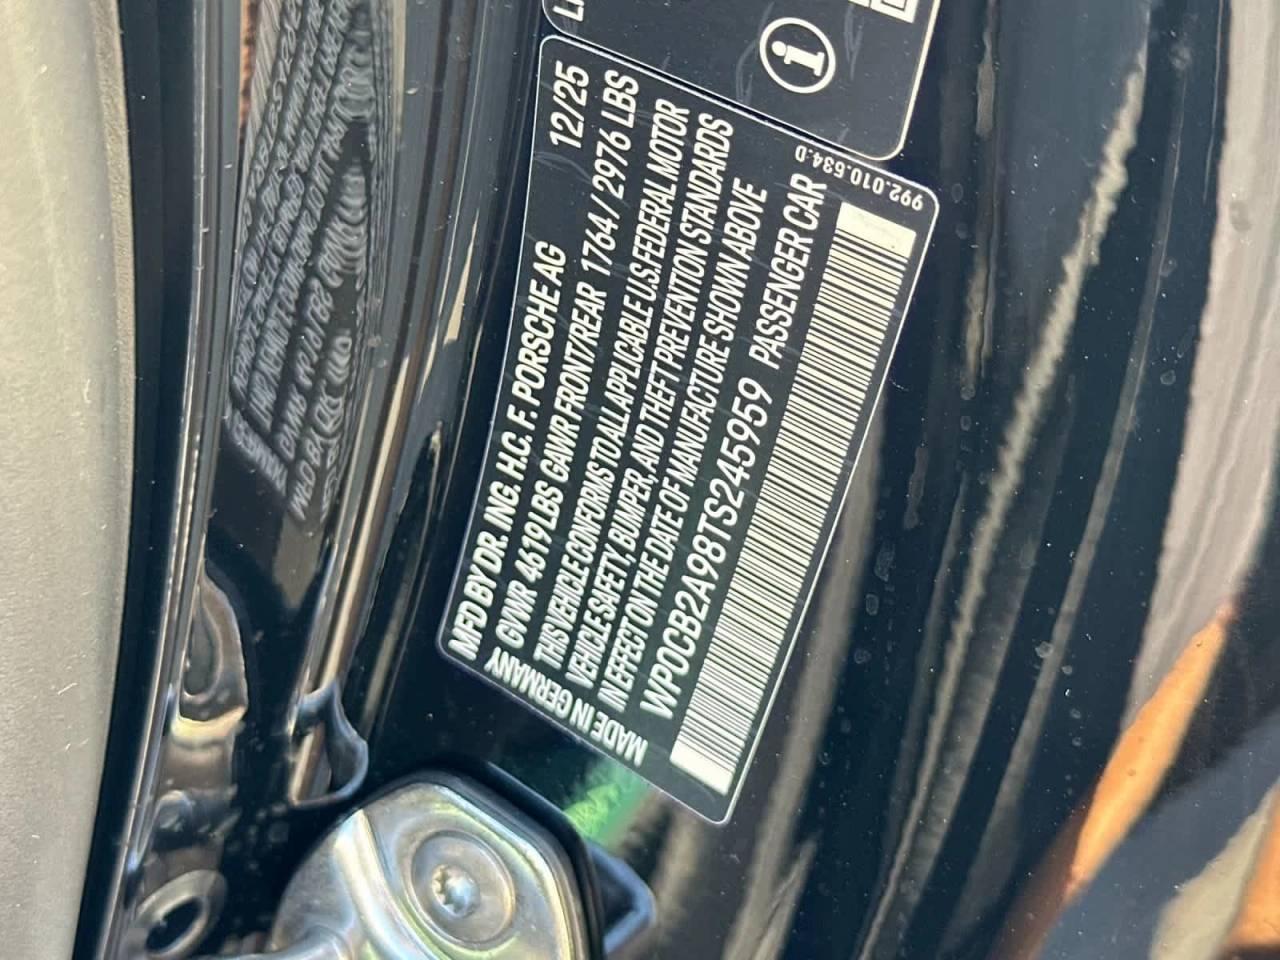 MFD BY DR. ING. H.C. F. PORSCHE AG 12/25
GVWR 4619 LBS GAWR FRONT/REAR 1764 / 2976 LBS
THIS VEHICLE CONFORMS TO ALL APPLICABLE U.S. FEDERAL MOTOR
VEHICLE SAFETY, BUMPER, AND THEFT PREVENTION STANDARDS
IN EFFECT ON THE DATE OF MANUFACTURE SHOWN ABOVE
WP0CB2A98TS245959 PASSENGER CAR
MADE IN GERMANY
992.010.634.D